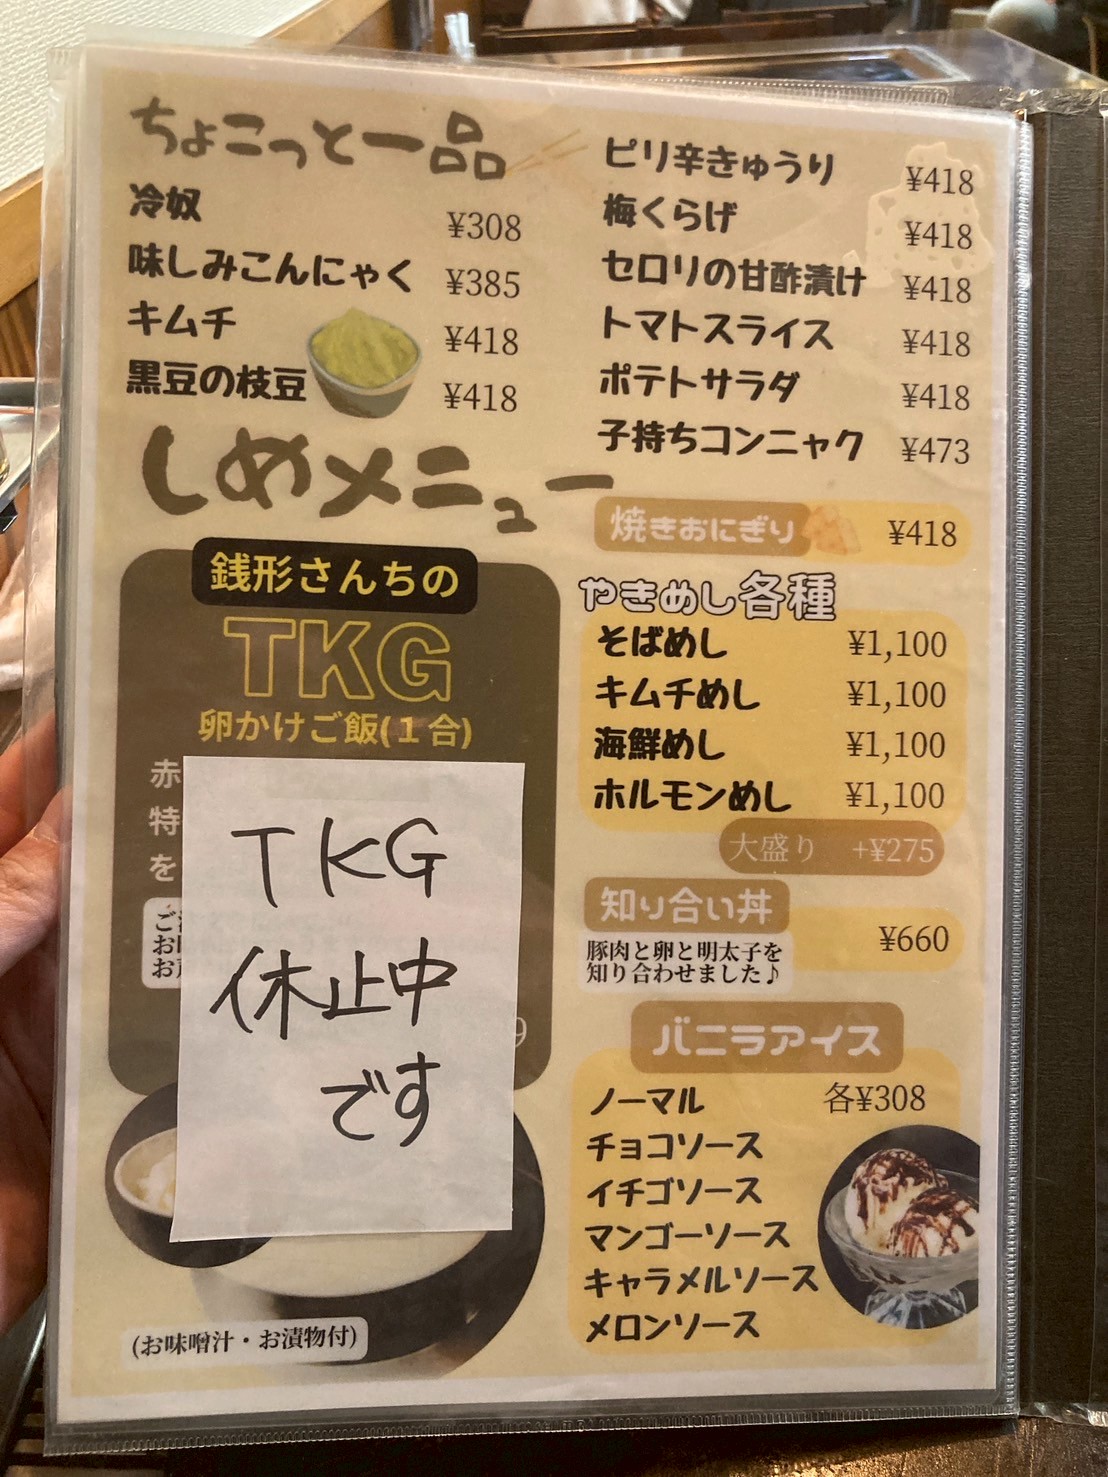 ちょこっと一品
冷奴 ¥308
味しみこんにゃく ¥385
キムチ ¥418
黒豆の枝豆 ¥418
ピリ辛きゅうり ¥418
梅くらげ ¥418
セロリの甘酢漬け ¥418
トマトスライス ¥418
ポテトサラダ ¥418
子持ちコンニャク ¥473
しめメニュー
銭形さんちの
TKG
卵かけご飯(1合)
赤
特
を
TKG
休止中
です
9
(お味噌汁・お漬物付)
焼きおにぎり ¥418
やきめし各種
そばめし ¥1,100
キムチめし ¥1,100
海鮮めし ¥1,100
ホルモンめし ¥1,100
大盛り +¥275
知り合い丼 ¥660
豚肉と卵と明太子を
知り合わせました♪
バニラアイス
ノーマル 各¥308
チョコソース
イチゴソース
マンゴーソース
キャラメルソース
メロンソース